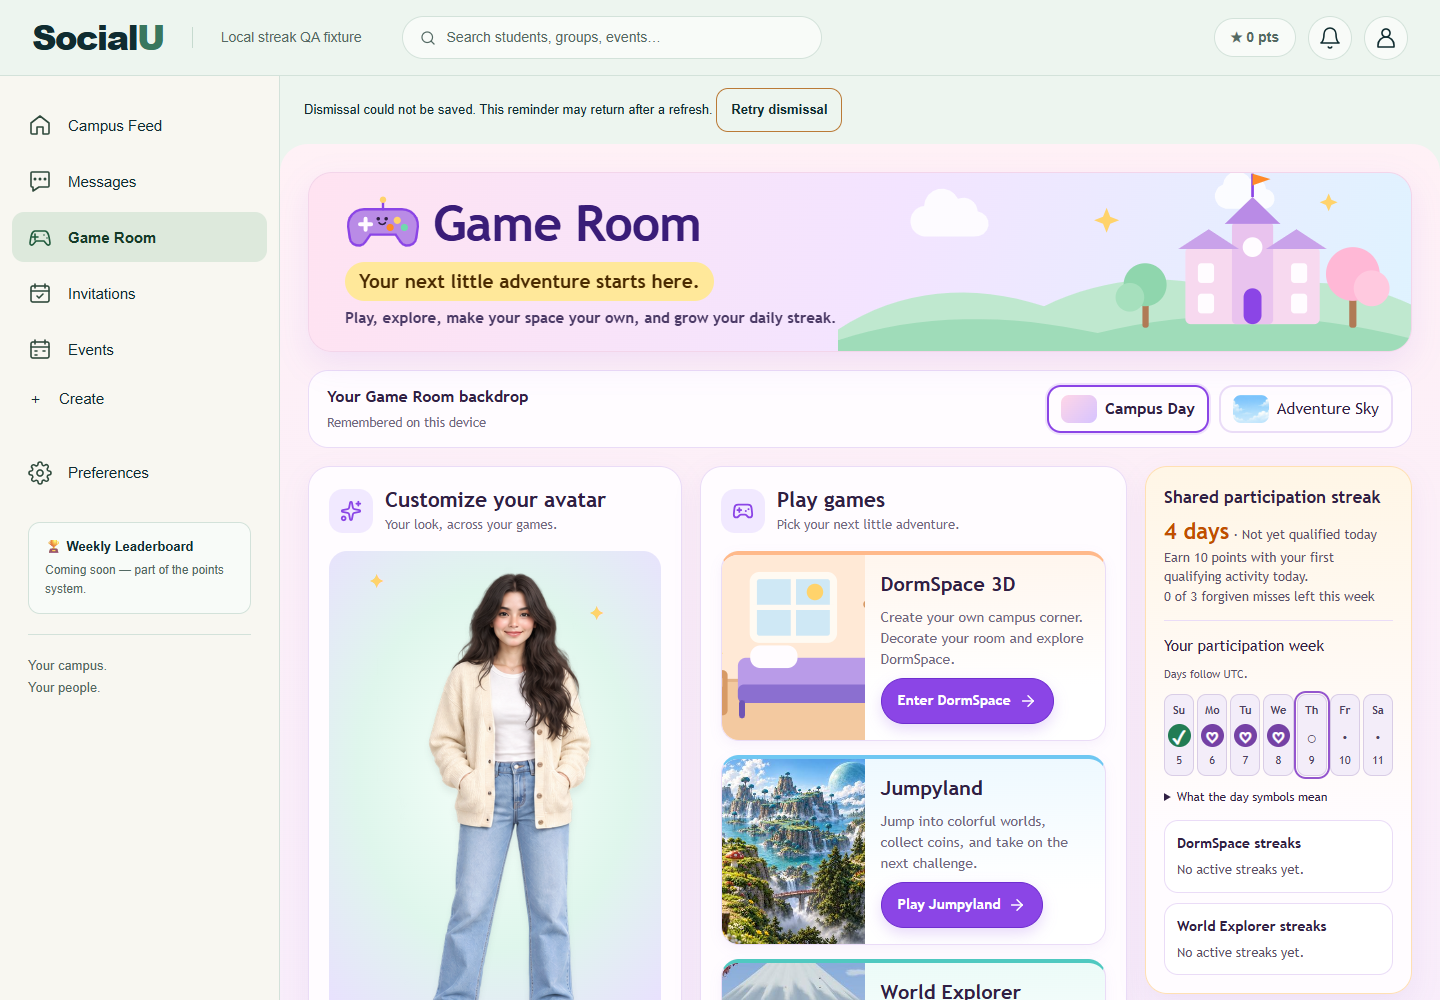 SocialU
Local streak QA fixture
Search students, groups, events...
★ 0 pts
Campus Feed
Messages
Game Room
Invitations
Events
+ Create
Preferences
Weekly Leaderboard
Coming soon — part of the points
system.
Your campus.
Your people.
Dismissal could not be saved. This reminder may return after a refresh.
Retry dismissal
Game Room
Your next little adventure starts here.
Play, explore, make your space your own, and grow your daily streak.
Your Game Room backdrop
Remembered on this device
Campus Day
Adventure Sky
Customize your avatar
Your look, across your games.
Play games
Pick your next little adventure.
DormSpace 3D
Create your own campus corner.
Decorate your room and explore
DormSpace.
Enter DormSpace →
Jumpyland
Jump into colorful worlds,
collect coins, and take on the
next challenge.
Play Jumpyland →
World Explorer
Shared participation streak
4 days · Not yet qualified today
Earn 10 points with your first
qualifying activity today.
0 of 3 forgiven misses left this week
Your participation week
Days follow UTC.
Su Mo Tu We Th Fr Sa
5 6 7 8 9 10 11
What the day symbols mean
DormSpace streaks
No active streaks yet.
World Explorer streaks
No active streaks yet.